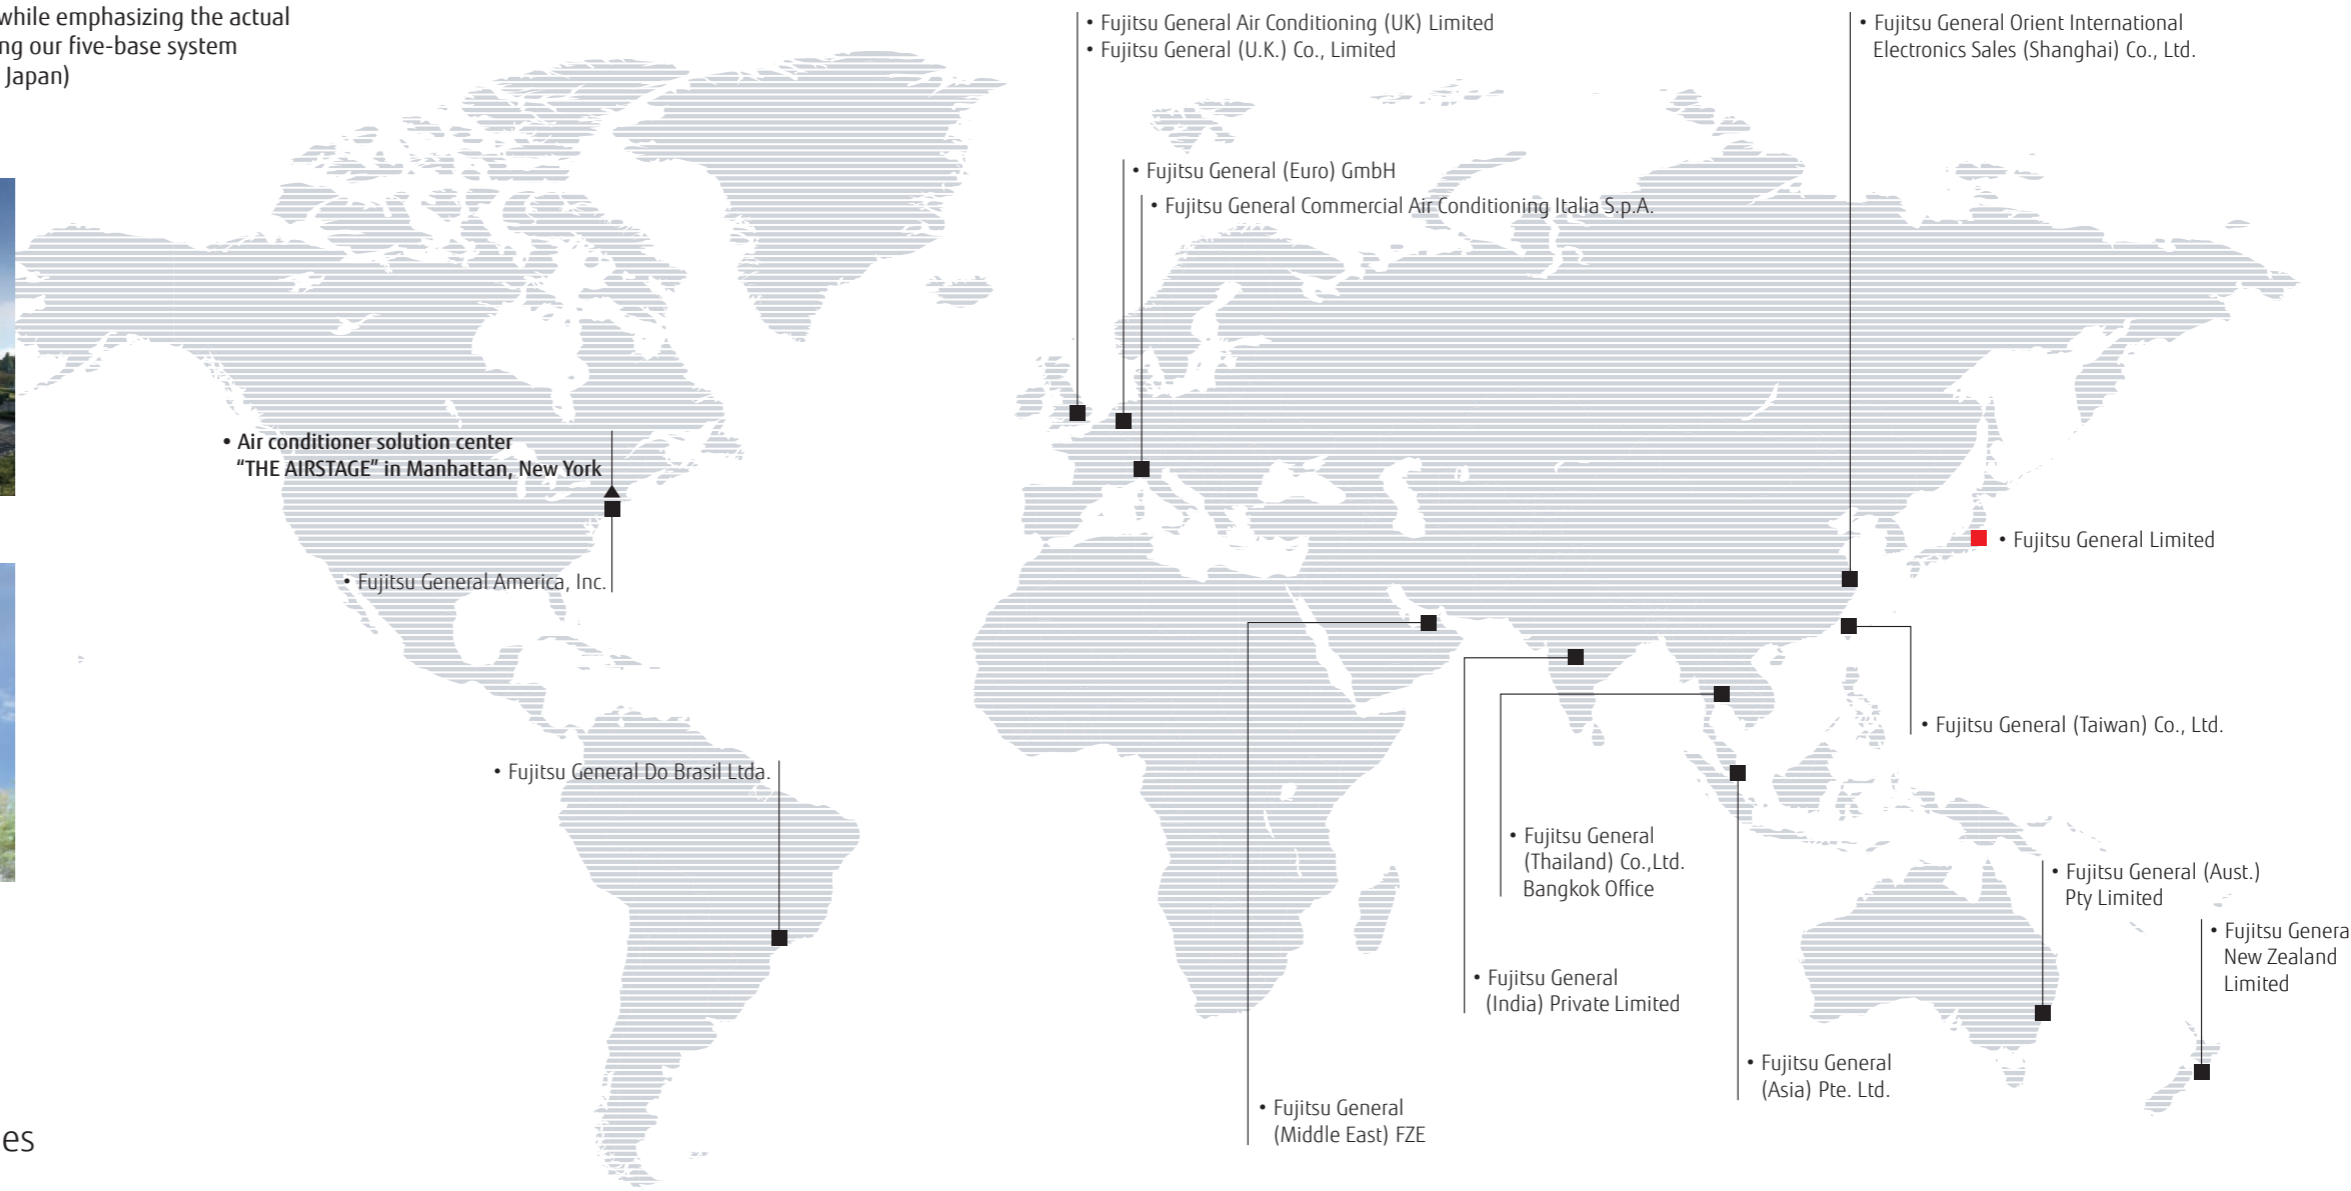 while emphasizing the actual
ng our five-base system
Japan)
• Fujitsu General Air Conditioning (UK) Limited
• Fujitsu General (U.K.) Co., Limited
• Fujitsu General Orient International
Electronics Sales (Shanghai) Co., Ltd.
• Fujitsu General (Euro) GmbH
• Fujitsu General Commercial Air Conditioning Italia S.p.A.
• Air conditioner solution center
“THE AIRSTAGE” in Manhattan, New York
• Fujitsu General Limited
• Fujitsu General America, Inc.
• Fujitsu General (Taiwan) Co., Ltd.
• Fujitsu General Do Brasil Ltda.
• Fujitsu General
(Thailand) Co.,Ltd.
Bangkok Office
• Fujitsu General (Aust.)
Pty Limited
• Fujitsu Genera
New Zealand
Limited
• Fujitsu General
(India) Private Limited
• Fujitsu General
(Asia) Pte. Ltd.
• Fujitsu General
(Middle East) FZE
es